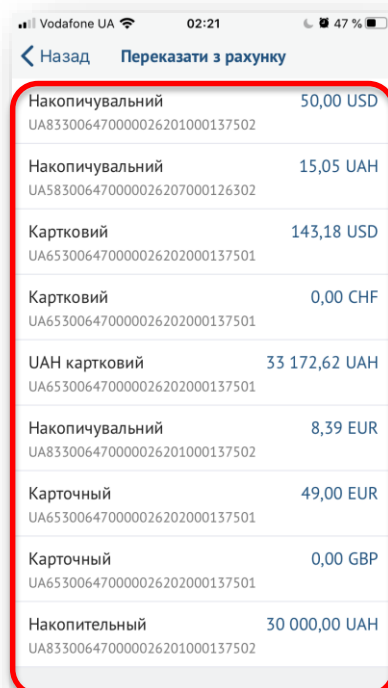 Vodafone UA 02:21 47 %
Назад Переказати з рахунку
Накопичувальний 50,00 USD
UA833006470000026201000137502
Накопичувальний 15,05 UAH
UA583006470000026207000126302
Картковий 143,18 USD
UA653006470000026202000137501
Картковий 0,00 CHF
UA653006470000026202000137501
UAH картковий 33 172,62 UAH
UA653006470000026202000137501
Накопичувальний 8,39 EUR
UA833006470000026201000137502
Карточный 49,00 EUR
UA653006470000026202000137501
Карточный 0,00 GBP
UA653006470000026202000137501
Накопительный 30 000,00 UAH
UA833006470000026201000137502